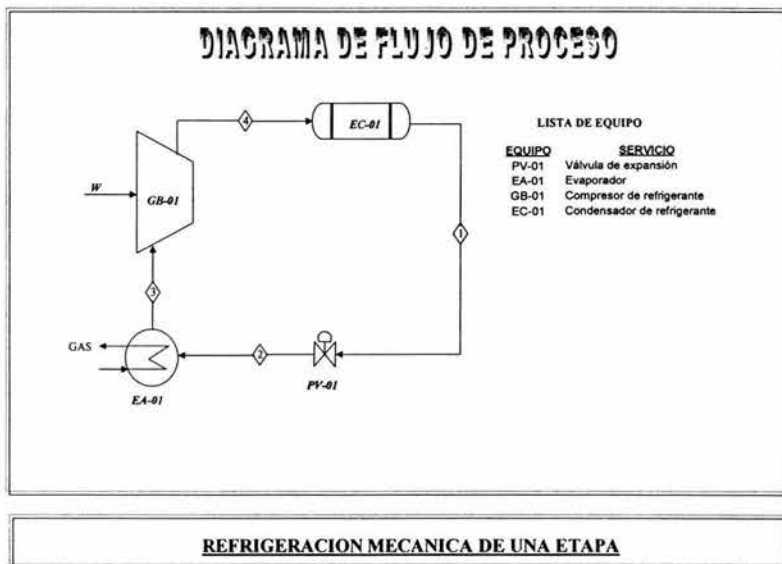 DIAGRAMA DE FLUJO DE PROCESO
4
EC-01
LISTA DE EQUIPO
EQUIPO SERVICIO
PV-01 Válvula de expansión
EA-01 Evaporador
GB-01 Compresor de refrigerante
EC-01 Condensador de refrigerante
W
GB-01
1
3
GAS
2
EA-01
PV-01
REFRIGERACION MECANICA DE UNA ETAPA